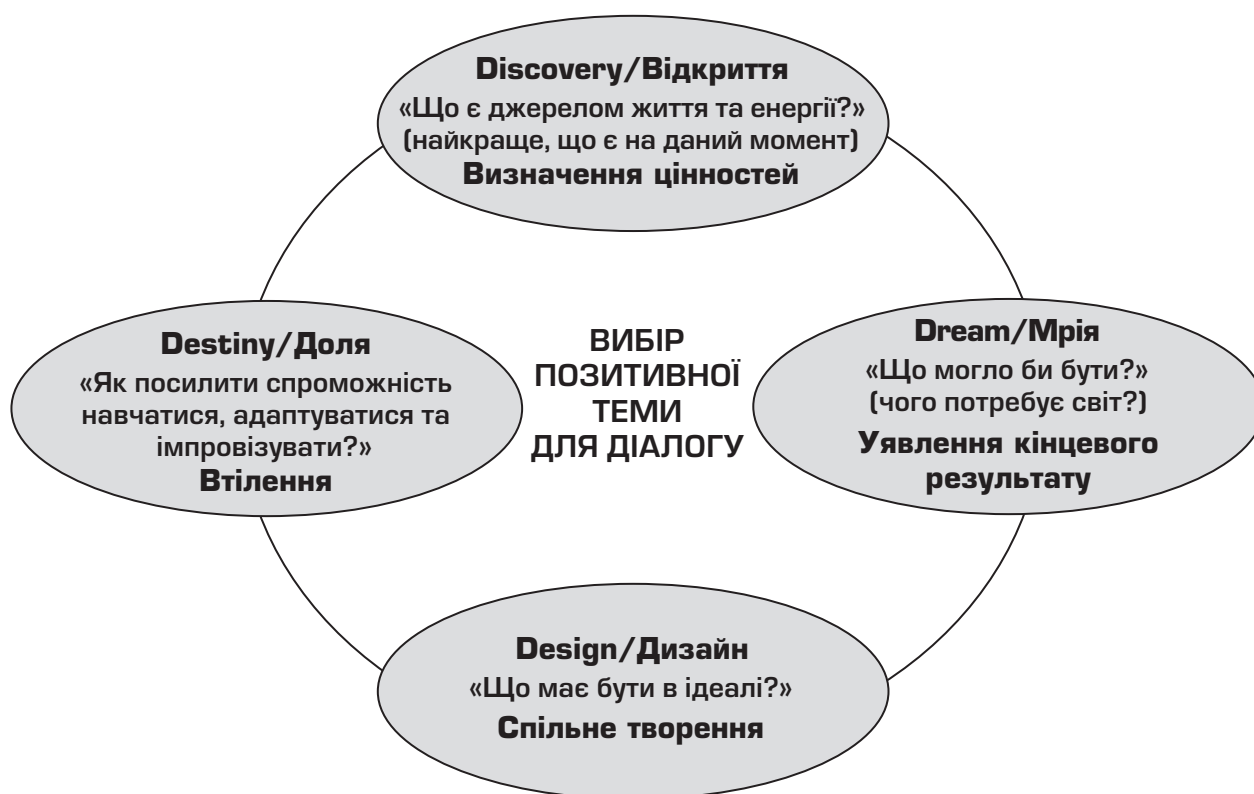 Discovery/Відкриття
«Що є джерелом життя та енергії?»
(найкраще, що є на даний момент)
Визначення цінностей
Destiny/Доля
«Як посилити спроможність
навчатися, адаптуватися та
імпровізувати?»
Втілення
ВИБІР
ПОЗИТИВНОЇ
ТЕМИ
ДЛЯ ДІАЛОГУ
Dream/Мрія
«Що могло би бути?»
(чого потребує світ?)
Уявлення кінцевого
результату
Design/Дизайн
«Що має бути в ідеалі?»
Спільне творення